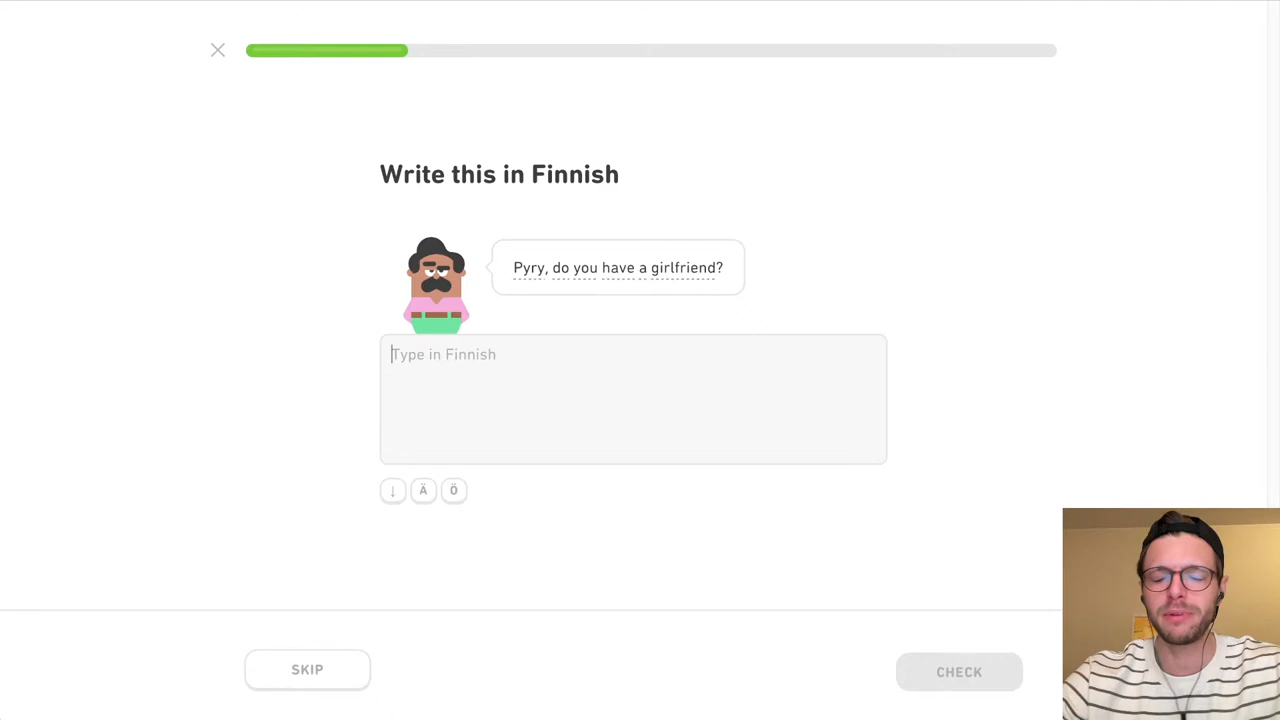 Write this in Finnish
Pyry, do you have a girlfriend?
Type in Finnish
↓ Ä Ö
SKIP
CHECK